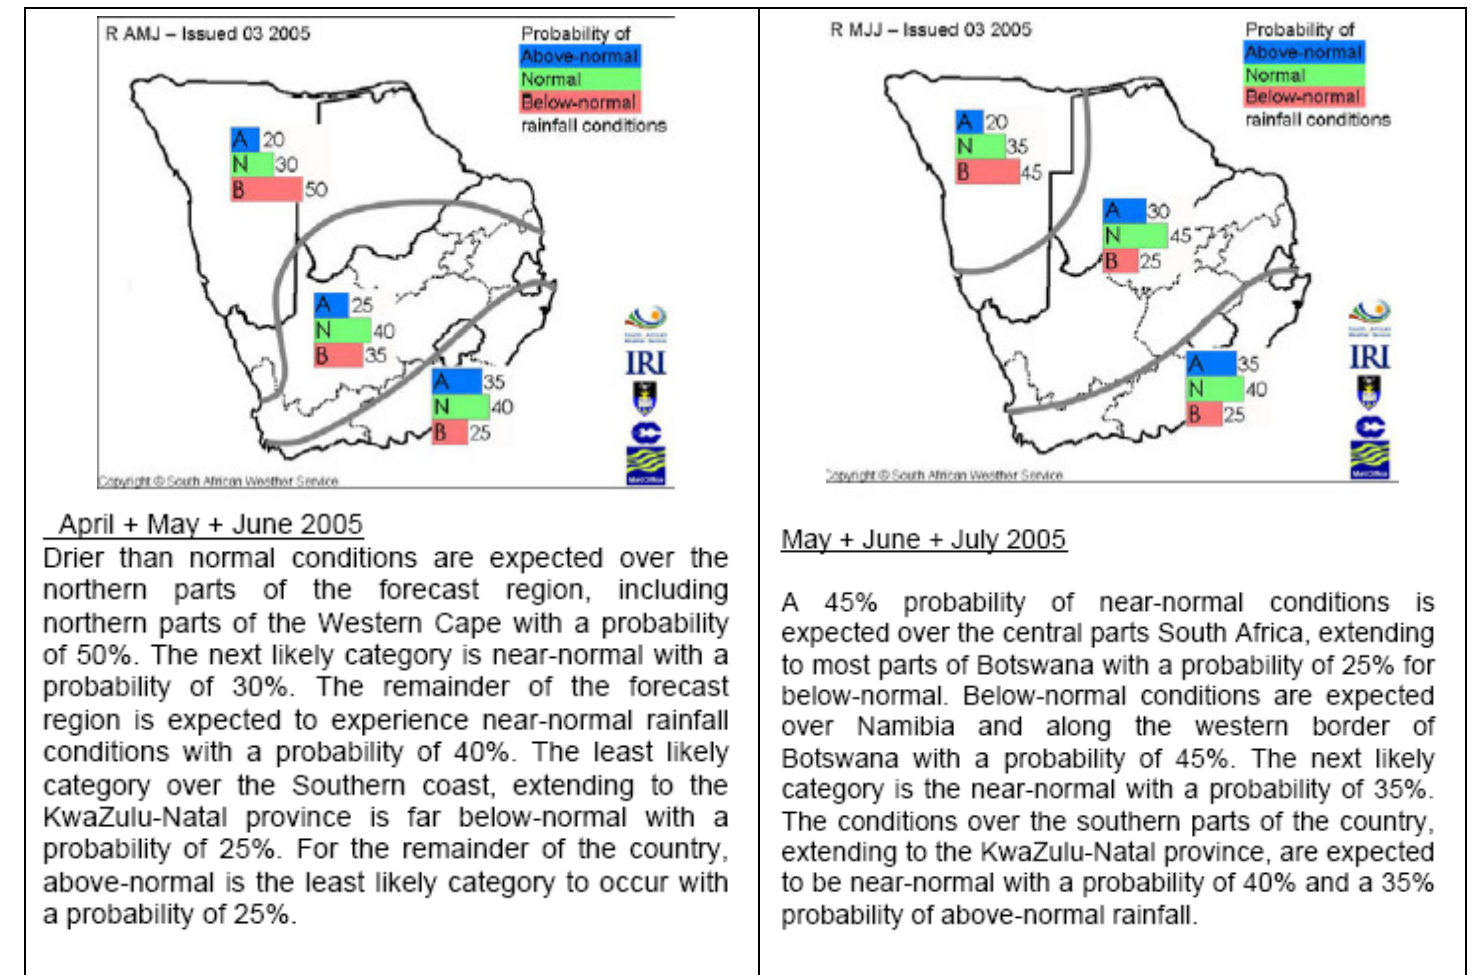 R AMJ – Issued 03 2005
Probability of
Above-normal
Normal
Below-normal
rainfall conditions
A 20
N 30
B 50
A 25
N 40
B 35
A 35
N 40
B 25
IRI
Copyright © South African Weather Service
April + May + June 2005
Drier than normal conditions are expected over the
northern parts of the forecast region, including
northern parts of the Western Cape with a probability
of 50%. The next likely category is near-normal with a
probability of 30%. The remainder of the forecast
region is expected to experience near-normal rainfall
conditions with a probability of 40%. The least likely
category over the Southern coast, extending to the
KwaZulu-Natal province is far below-normal with a
probability of 25%. For the remainder of the country,
above-normal is the least likely category to occur with
a probability of 25%.
R MJJ – Issued 03 2005
Probability of
Above-normal
Normal
Below-normal
rainfall conditions
A 20
N 35
B 45
A 30
N 45
B 25
A 35
N 40
B 25
IRI
Copyright © South African Weather Service
May + June + July 2005
A 45% probability of near-normal conditions is
expected over the central parts South Africa, extending
to most parts of Botswana with a probability of 25% for
below-normal. Below-normal conditions are expected
over Namibia and along the western border of
Botswana with a probability of 45%. The next likely
category is the near-normal with a probability of 35%.
The conditions over the southern parts of the country,
extending to the KwaZulu-Natal province, are expected
to be near-normal with a probability of 40% and a 35%
probability of above-normal rainfall.